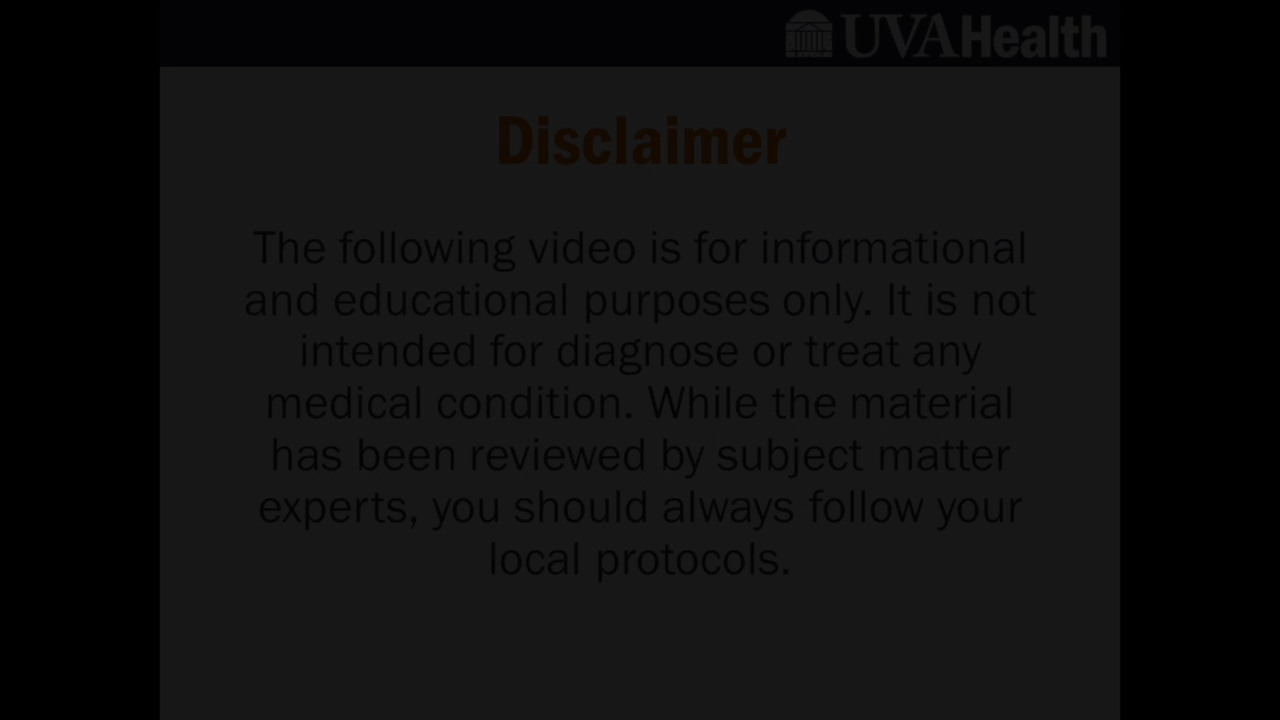 UVAHealth
Disclaimer
The following video is for informational
and educational purposes only. It is not
intended for diagnose or treat any
medical condition. While the material
has been reviewed by subject matter
experts, you should always follow your
local protocols.